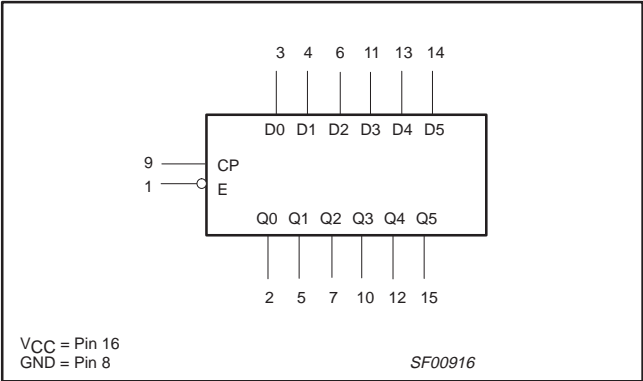 3 4 6 11 13 14
D0 D1 D2 D3 D4 D5
9 CP
1 E
Q0 Q1 Q2 Q3 Q4 Q5
2 5 7 10 12 15
VCC = Pin 16
GND = Pin 8
SF00916